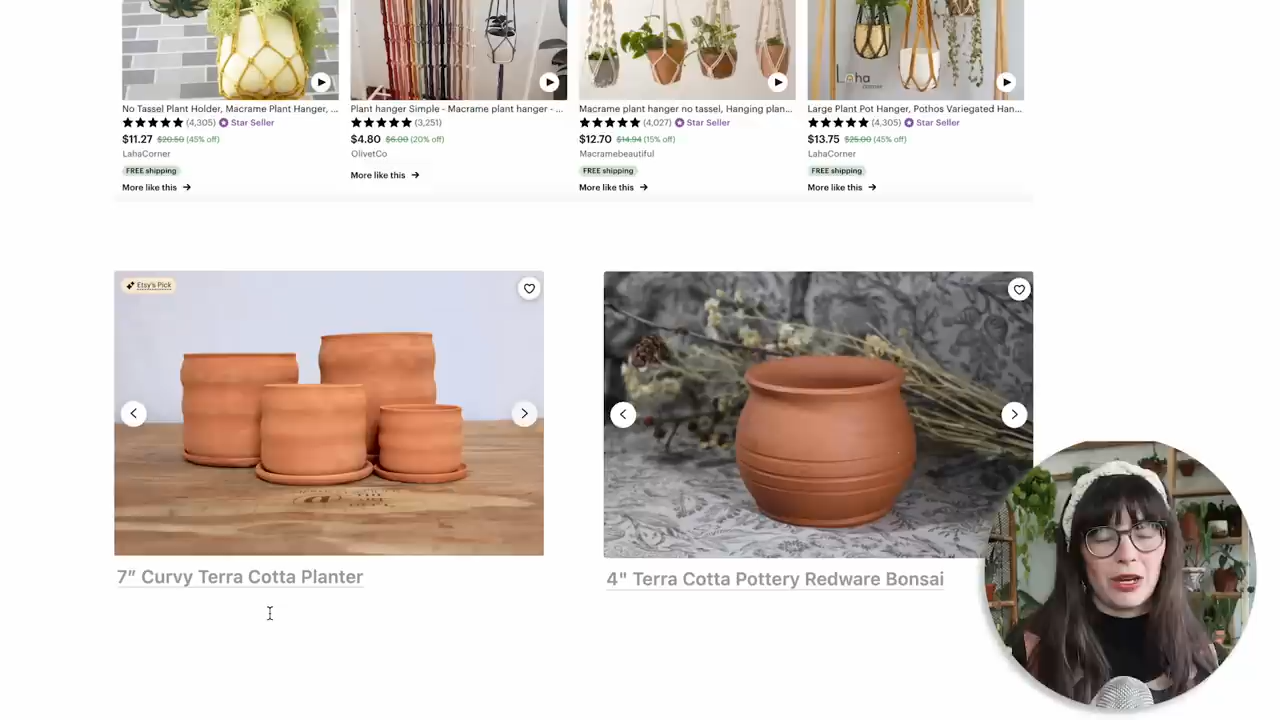 No Tassel Plant Holder, Macrame Plant Hanger, ...
(4,305) Star Seller
$11.27 $20.50 (45% off)
LahaCorner
FREE shipping
More like this →
Plant hanger Simple - Macrame plant hanger - ...
(3,251)
$4.80 $6.00 (20% off)
OlivetCo
More like this →
Macrame plant hanger no tassel, Hanging plan...
(4,027) Star Seller
$12.70 $14.94 (15% off)
Macramebeautiful
FREE shipping
More like this →
Laha
Large Plant Pot Hanger, Pothos Variegated Han...
(4,305) Star Seller
$13.75 $25.00 (45% off)
LahaCorner
FREE shipping
More like this →
Etsy's Pick
7” Curvy Terra Cotta Planter
4" Terra Cotta Pottery Redware Bonsai